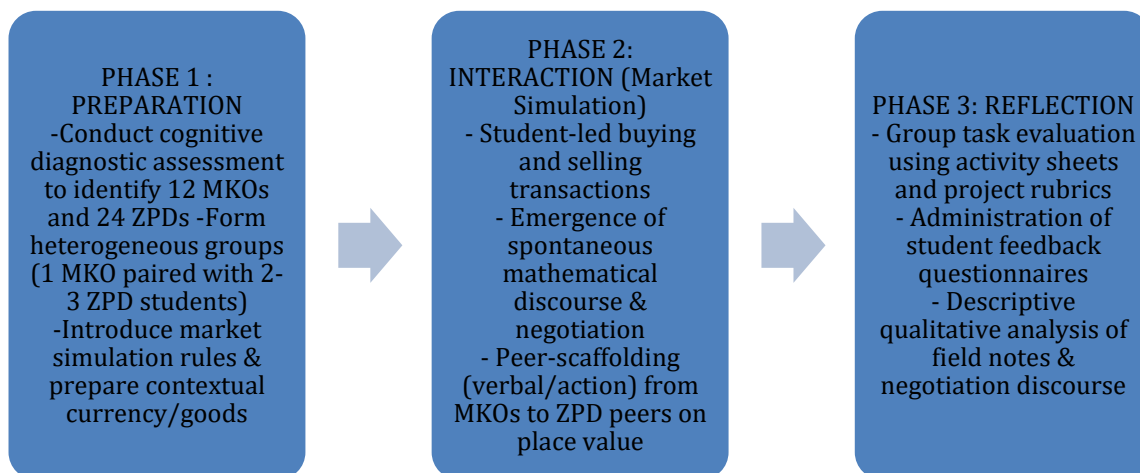 PHASE 1 :
PREPARATION
-Conduct cognitive
diagnostic assessment
to identify 12 MKOs
and 24 ZPDs -Form
heterogeneous groups
(1 MKO paired with 2-
3 ZPD students)
-Introduce market
simulation rules &
prepare contextual
currency/goods
PHASE 2:
INTERACTION (Market
Simulation)
- Student-led buying
and selling
transactions
- Emergence of
spontaneous
mathematical
discourse &
negotiation
- Peer-scaffolding
(verbal/action) from
MKOs to ZPD peers on
place value
PHASE 3: REFLECTION
- Group task evaluation
using activity sheets
and project rubrics
- Administration of
student feedback
questionnaires
- Descriptive
qualitative analysis of
field notes &
negotiation discourse